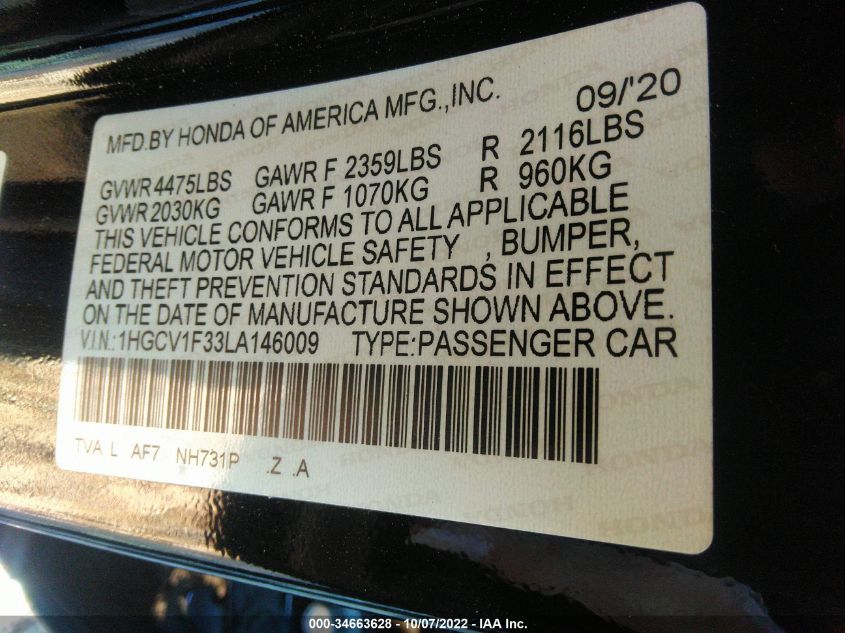 MFD.BY HONDA OF AMERICA MFG.,INC. 09/'20
GVWR 4475LBS GAWR F 2359LBS R 2116LBS
GVWR 2030KG GAWR F 1070KG R 960KG
THIS VEHICLE CONFORMS TO ALL APPLICABLE
FEDERAL MOTOR VEHICLE SAFETY , BUMPER,
AND THEFT PREVENTION STANDARDS IN EFFECT
ON THE DATE OF MANUFACTURE SHOWN ABOVE.
V.I.N.:1HGCV1F33LA146009 TYPE:PASSENGER CAR
TVA L AF7 NH731P .Z .A
000-34663628 - 10/07/2022 - IAA Inc.